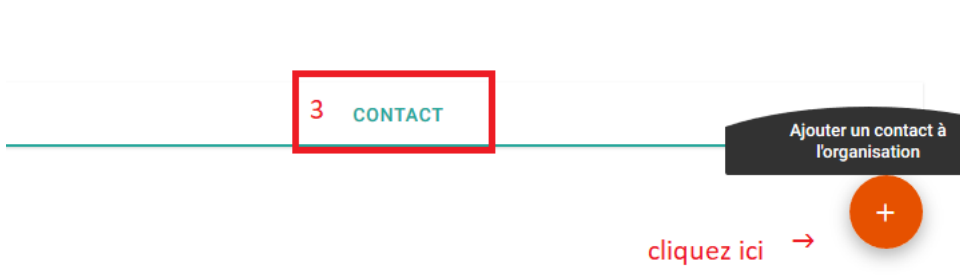 3 CONTACT
Ajouter un contact à
l'organisation
+
cliquez ici →